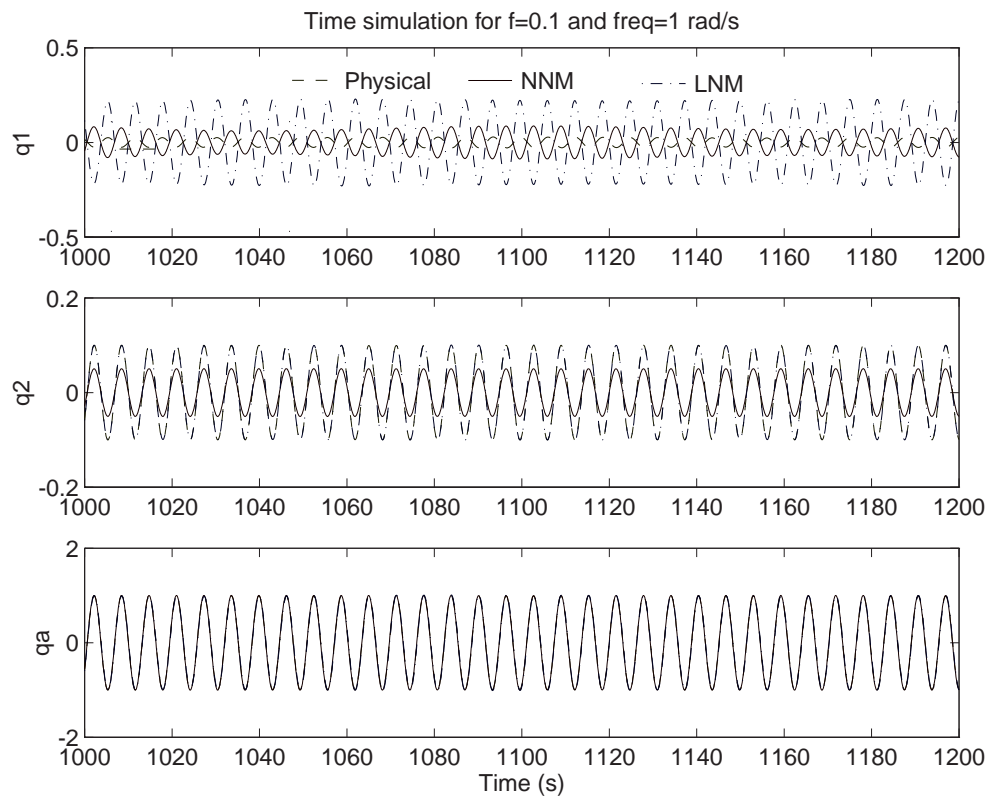 Time simulation for f=0.1 and freq=1 rad/s
0.5
Physical NNM LNM
q1
0
-0.5
1000 1020 1040 1060 1080 1100 1120 1140 1160 1180 1200
0.2
q2
0
-0.2
1000 1020 1040 1060 1080 1100 1120 1140 1160 1180 1200
2
qa
0
-2
1000 1020 1040 1060 1080 1100 1120 1140 1160 1180 1200
Time (s)